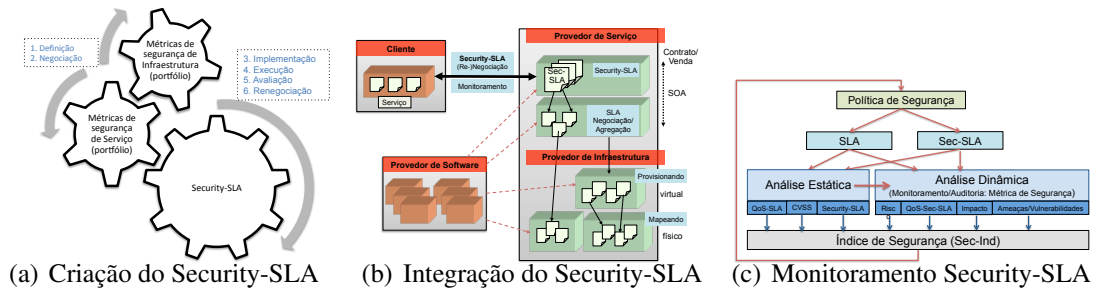 1. Definição
2. Negociação
Métricas de
segurança de
Infraestrutura
(portfólio)
3. Implementação
4. Execução
5. Avaliação
6. Renegociação
Métricas de
segurança
de Serviço
(portfólio)
Security-SLA
(a) Criação do Security-SLA
Cliente
Serviço
Security-SLA
(Re-)Negociação
Monitoramento
Provedor de Serviço
Sec-
SLA
Security-SLA
SLA
Negociação/
Agregação
Contrato/
Venda
SOA
Provedor de Software
Provedor de Infraestrutura
Provisionando
virtual
Mapeando
físico
(b) Integração do Security-SLA
Política de Segurança
SLA
Sec-SLA
Análise Estática
Análise Dinâmica
(Monitoramento/Auditoria: Métrica de Segurança)
QoS-SLA
CVSS
Security-SLA
Risc
QoS-Sec-SLA
Impacto
Ameaças/Vulnerabilidades
Índice de Segurança (Sec-Ind)
(c) Monitoramento Security-SLA